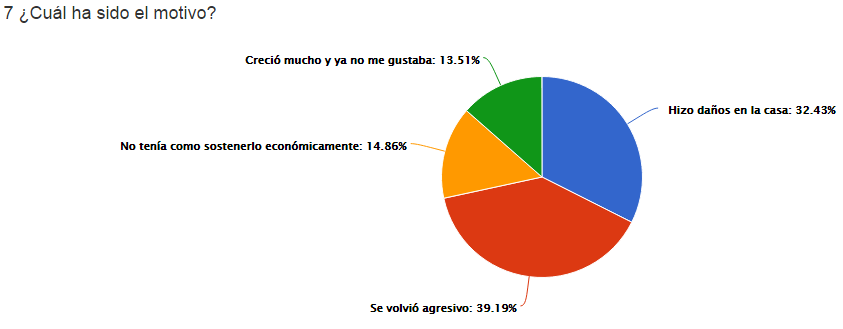 7 ¿Cuál ha sido el motivo?
Creció mucho y ya no me gustaba: 13.51%
Hizo daños en la casa: 32.43%
No tenía como sostenerlo económicamente: 14.86%
Se volvió agresivo: 39.19%